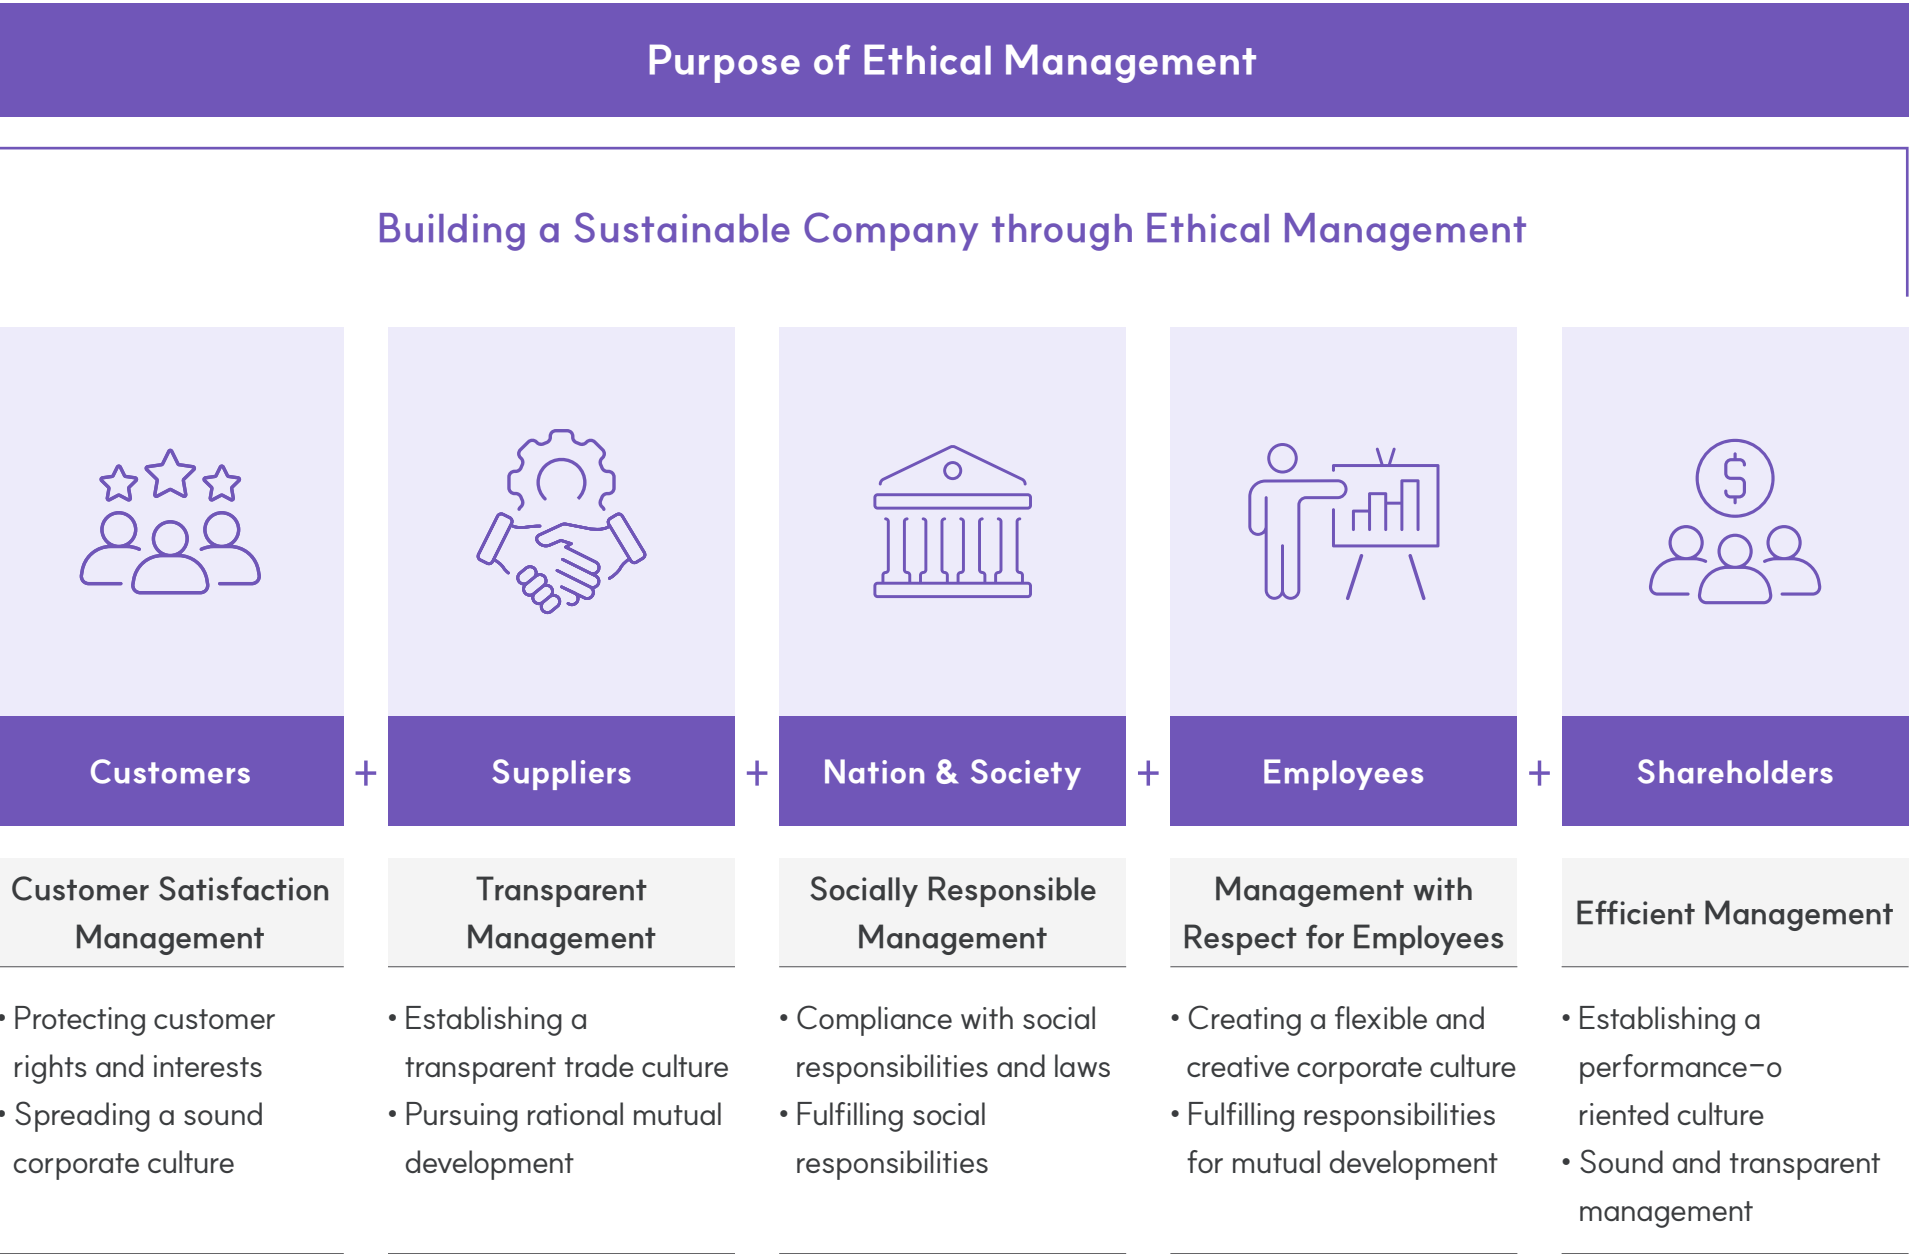 Purpose of Ethical Management
Building a Sustainable Company through Ethical Management
$
Customers + Suppliers + Nation & Society + Employees + Shareholders
Customer Satisfaction
Management
• Protecting customer
rights and interests
• Spreading a sound
corporate culture
Transparent
Management
• Establishing a
transparent trade culture
• Pursuing rational mutual
development
Socially Responsible
Management
• Compliance with social
responsibilities and laws
• Fulfilling social
responsibilities
Management with
Respect for Employees
• Creating a flexible and
creative corporate culture
• Fulfilling responsibilities
for mutual development
Efficient Management
• Establishing a
performance-o
riented culture
• Sound and transparent
management